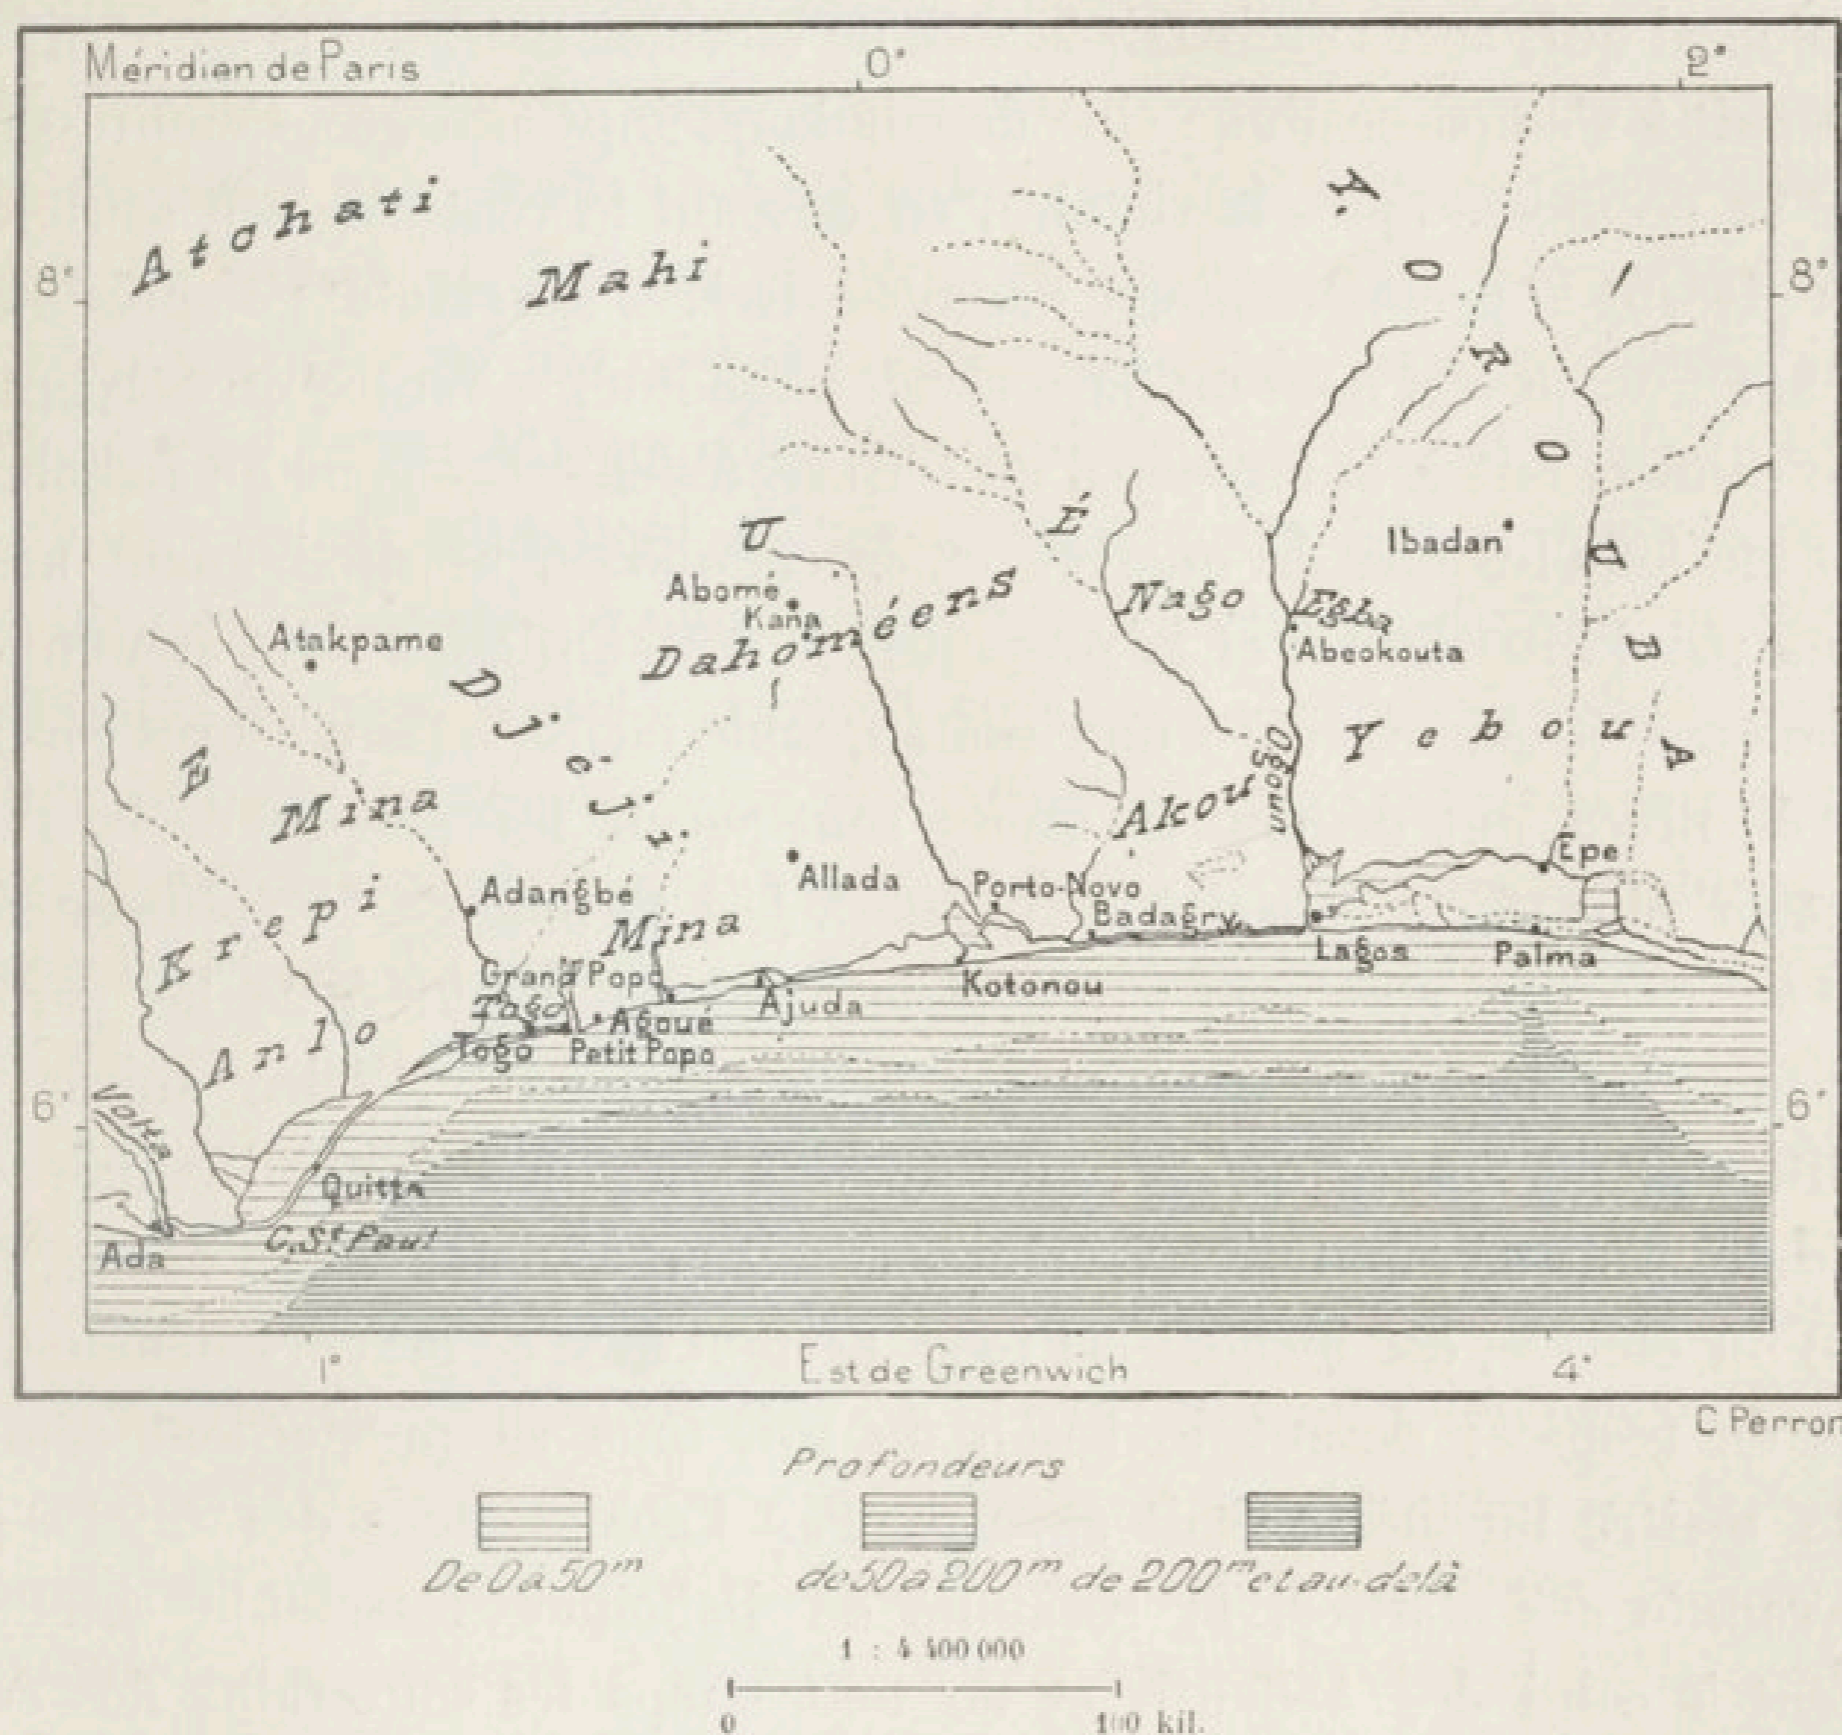 Méridien de Paris
0°
2°
Atchati
Mahi
8°
8°
YOROUBA
I
ÉOUÉ
Ibadan
Abomé
Kana
Dahoméens
Nago
Egba
Abeokouta
Atakpame
Djeji
Yebou
Mina
Akou
Ogoun
Epe
Allada
Adangbé
Krepi
Porto-Novo
Badagry
Mina
Lagos
Palma
Grand Popo
Kotonou
Ajuda
Togo
Agoué
Togo
Petit Popo
Anlo
6°
6°
Volta
Quitta
C. St. Paul
Ada
1°
Est de Greenwich
4°
C Perron
Profondeurs
De 0 à 50m
de 50 à 200m
de 200m et au-delà
1 : 4 400 000
0
100 kil.